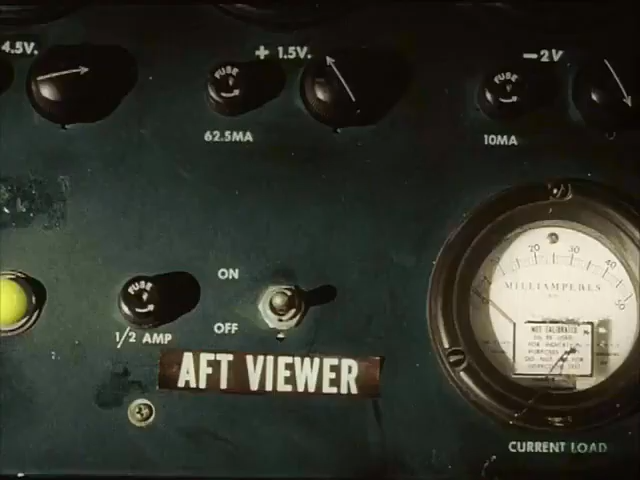 4.5V.
+ 1.5V.
-2V
FUSE
FUSE
62.5MA
10MA
ON
20
30
40
50
MILLIAMPERES
FUSE
OFF
1/2 AMP
NOT CALIBRATED
AFT VIEWER
CURRENT LOAD